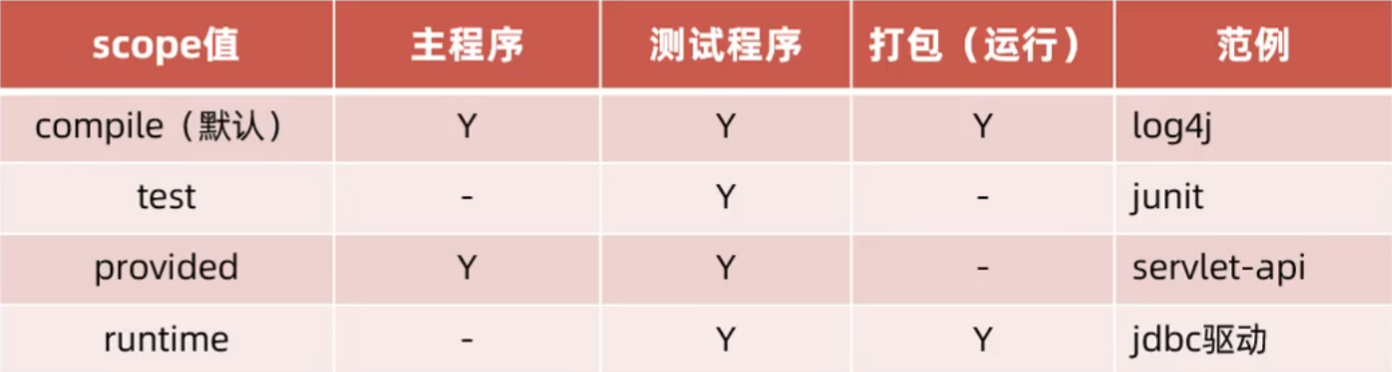 scope值 主程序 测试程序 打包（运行） 范例
compile（默认） Y Y Y log4j
test - Y - junit
provided Y Y - servlet-api
runtime - Y Y jdbc驱动